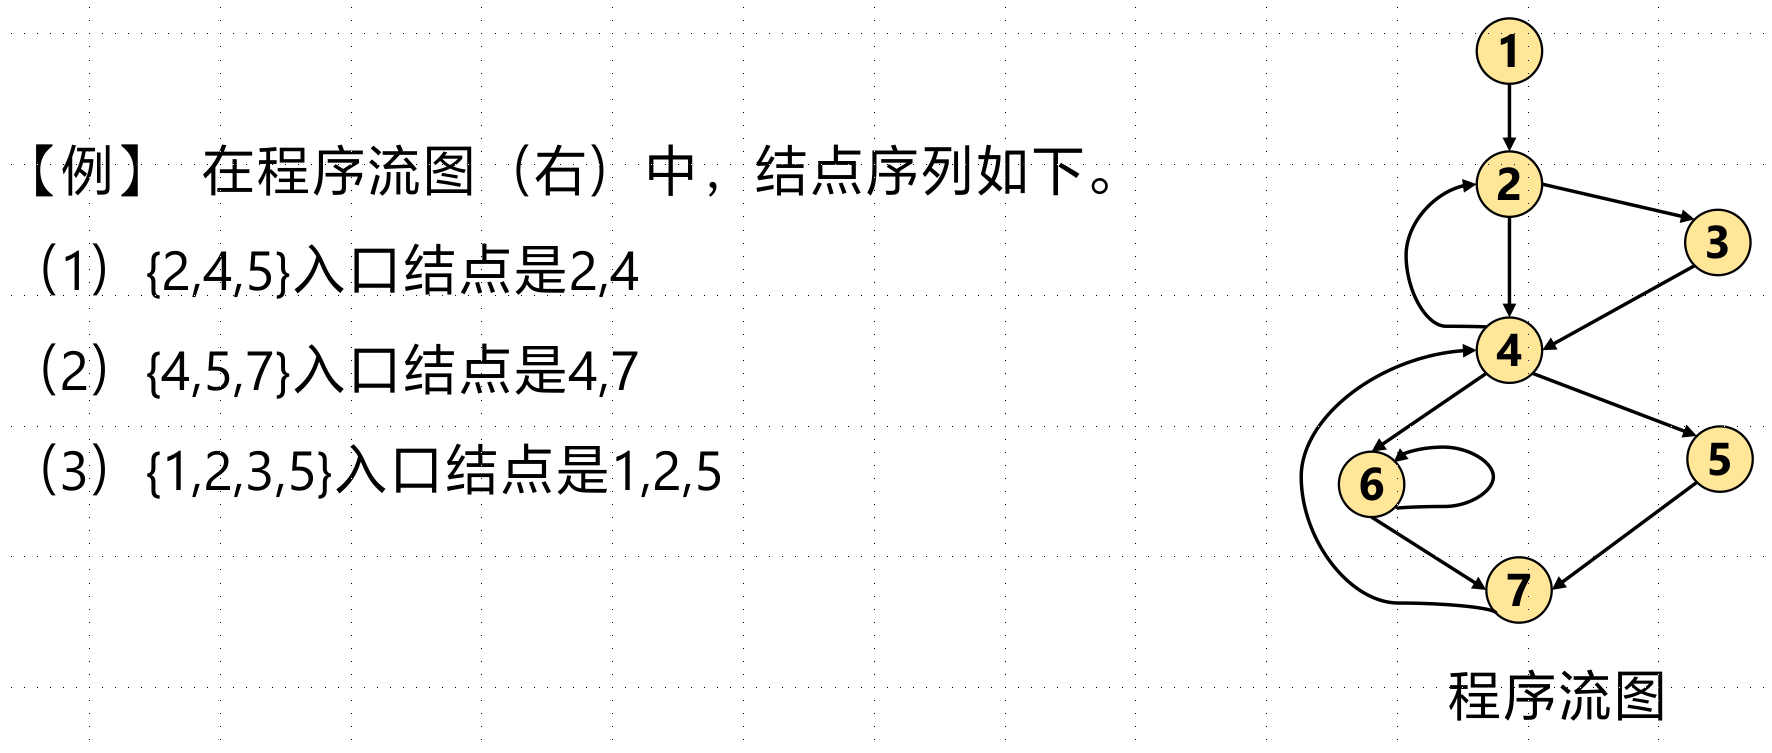 【例】 在程序流图（右）中，结点序列如下。
（1）{2,4,5}入口结点是2,4
（2）{4,5,7}入口结点是4,7
（3）{1,2,3,5}入口结点是1,2,5
1
2
3
4
5
6
7
程序流图